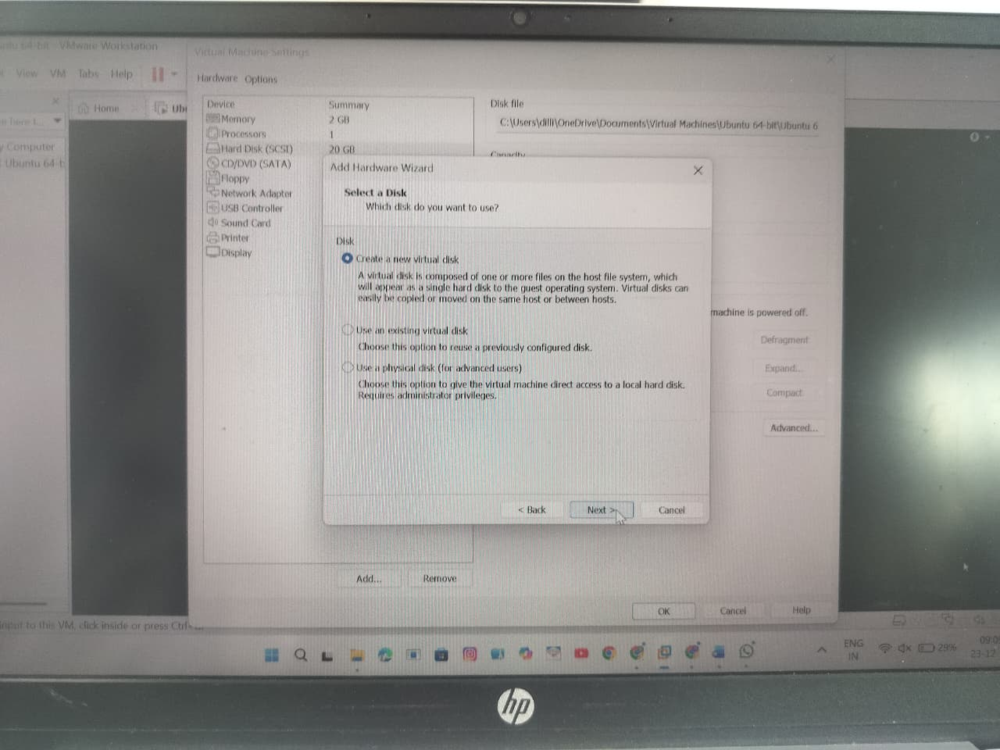 64-bit - VMware Workstation
View VM Tabs Help
Home
Computer
Ubuntu 64-b
input to this VM, click inside or press Ctrl
Virtual Machine Settings
Hardware Options
Device Summary
Memory 2 GB
Processors 1
Hard Disk (SCSI) 20 GB
CD/DVD (SATA)
Floppy
Network Adapter
USB Controller
Sound Card
Printer
Display
Add... Remove
Disk file
C:\Users\dilli\OneDrive\Documents\Virtual Machines\Ubuntu 64-bit\Ubuntu 6
Capacity
machine is powered off.
Defragment
Expand...
Compact
Advanced...
Add Hardware Wizard
Select a Disk
Which disk do you want to use?
Disk
Create a new virtual disk
A virtual disk is composed of one or more files on the host file system, which
will appear as a single hard disk to the guest operating system. Virtual disks can
easily be copied or moved on the same host or between hosts.
Use an existing virtual disk
Choose this option to reuse a previously configured disk.
Use a physical disk (for advanced users)
Choose this option to give the virtual machine direct access to a local hard disk.
Requires administrator privileges.
< Back Next > Cancel
OK Cancel Help
ENG
IN
29%
09:0
23-12
hp